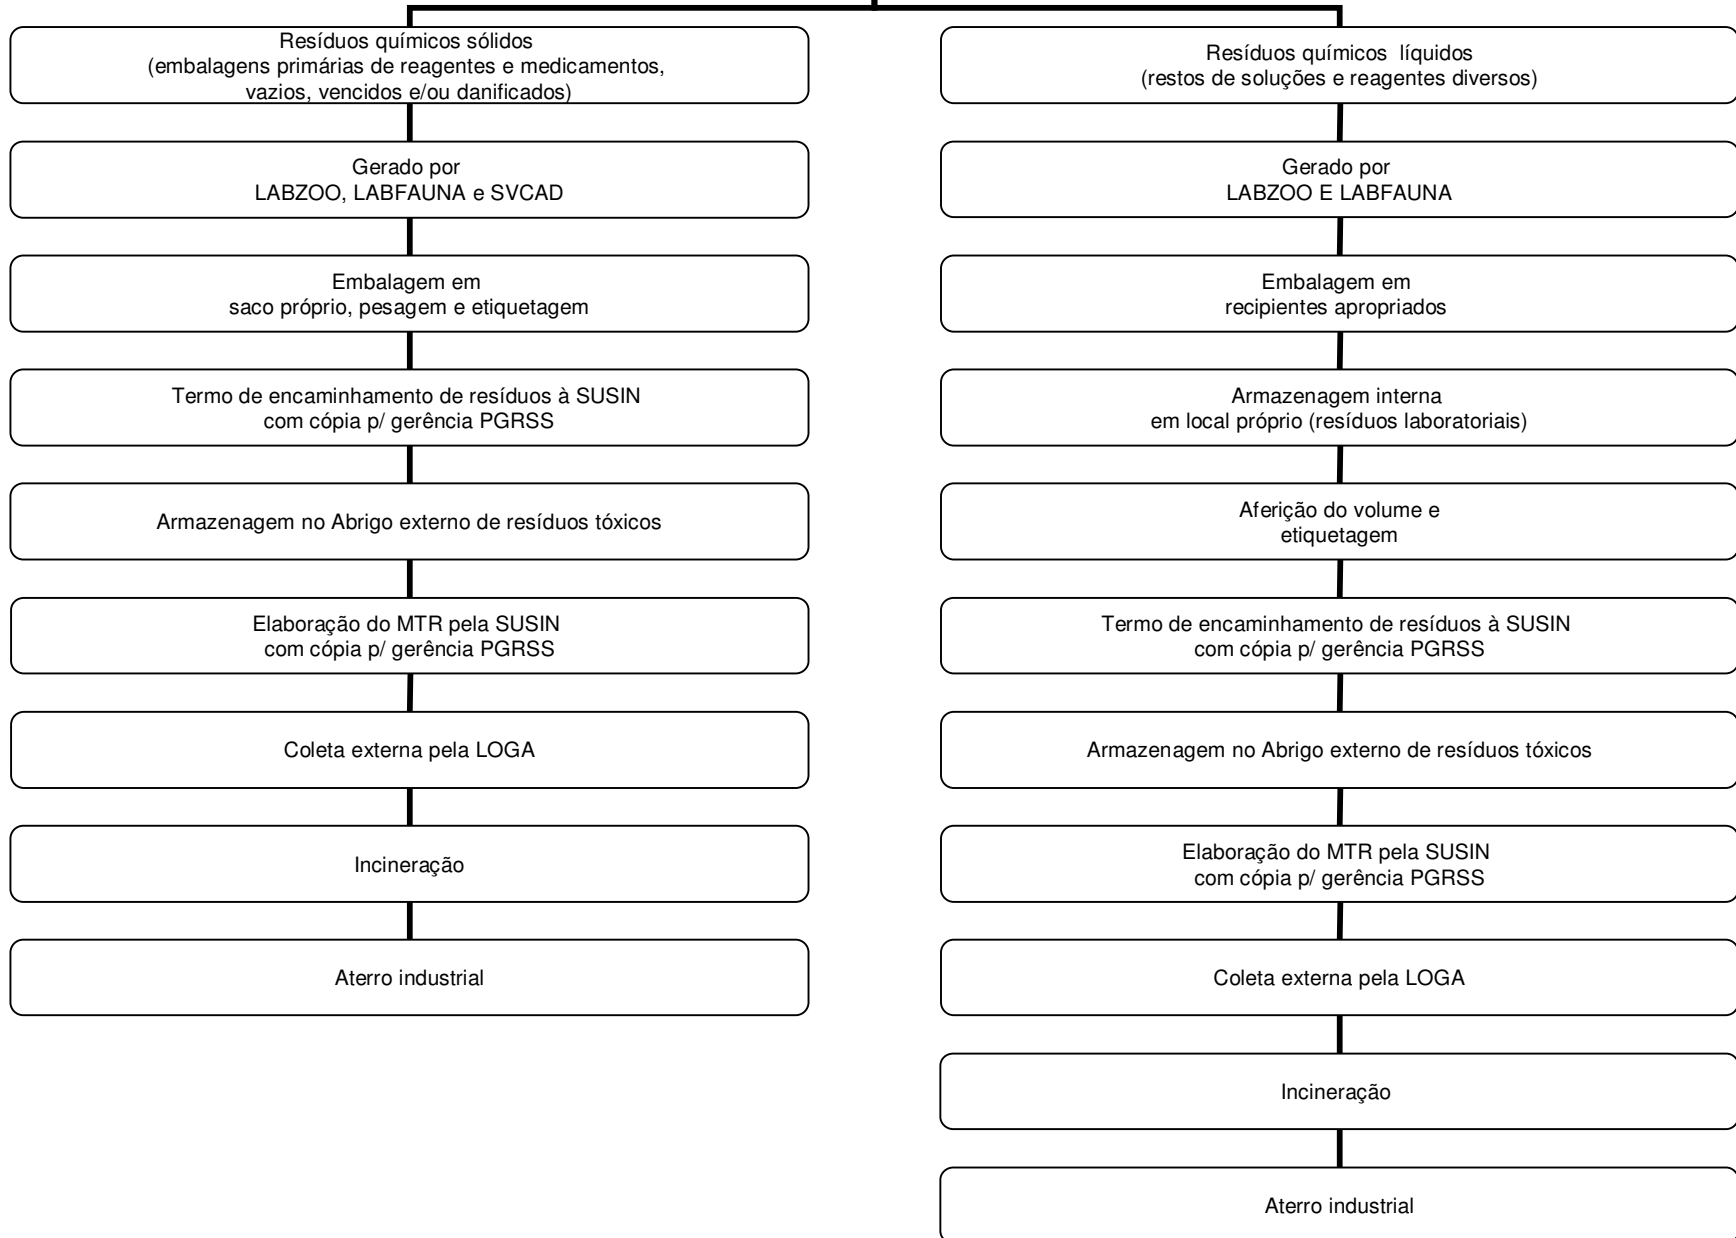 Resíduos químicos sólidos
(embalagens primárias de reagentes e medicamentos,
vazios, vencidos e/ou danificados)
Gerado por
LABZOO, LABFAUNA e SVCAD
Embalagem em
saco próprio, pesagem e etiquetagem
Termo de encaminhamento de resíduos à SUSIN
com cópia p/ gerência PGRSS
Armazenagem no Abrigo externo de resíduos tóxicos
Elaboração do MTR pela SUSIN
com cópia p/ gerência PGRSS
Coleta externa pela LOGA
Incineração
Aterro industrial
Resíduos químicos líquidos
(restos de soluções e reagentes diversos)
Gerado por
LABZOO E LABFAUNA
Embalagem em
recipientes apropriados
Armazenagem interna
em local próprio (resíduos laboratoriais)
Aferição do volume e
etiquetagem
Termo de encaminhamento de resíduos à SUSIN
com cópia p/ gerência PGRSS
Armazenagem no Abrigo externo de resíduos tóxicos
Elaboração do MTR pela SUSIN
com cópia p/ gerência PGRSS
Coleta externa pela LOGA
Incineração
Aterro industrial